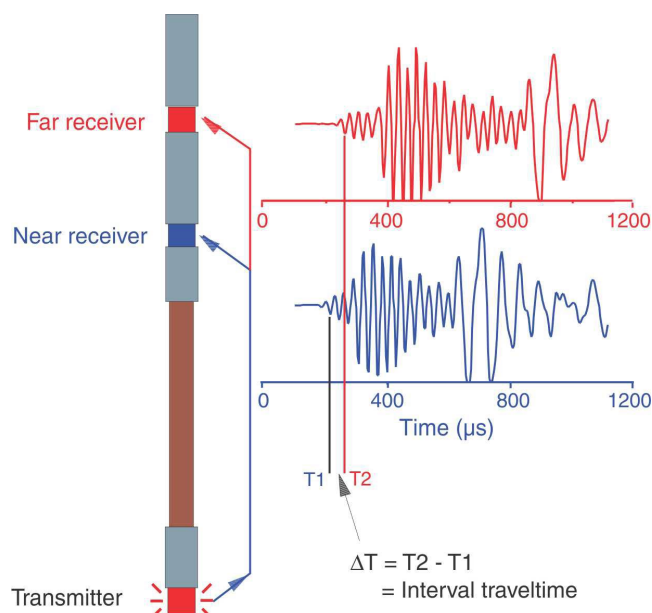 Far receiver
0
400
800
1200
Near receiver
0
400
800
1200
Time (μs)
T1
T2
ΔT = T2 - T1
= Interval traveltime
Transmitter